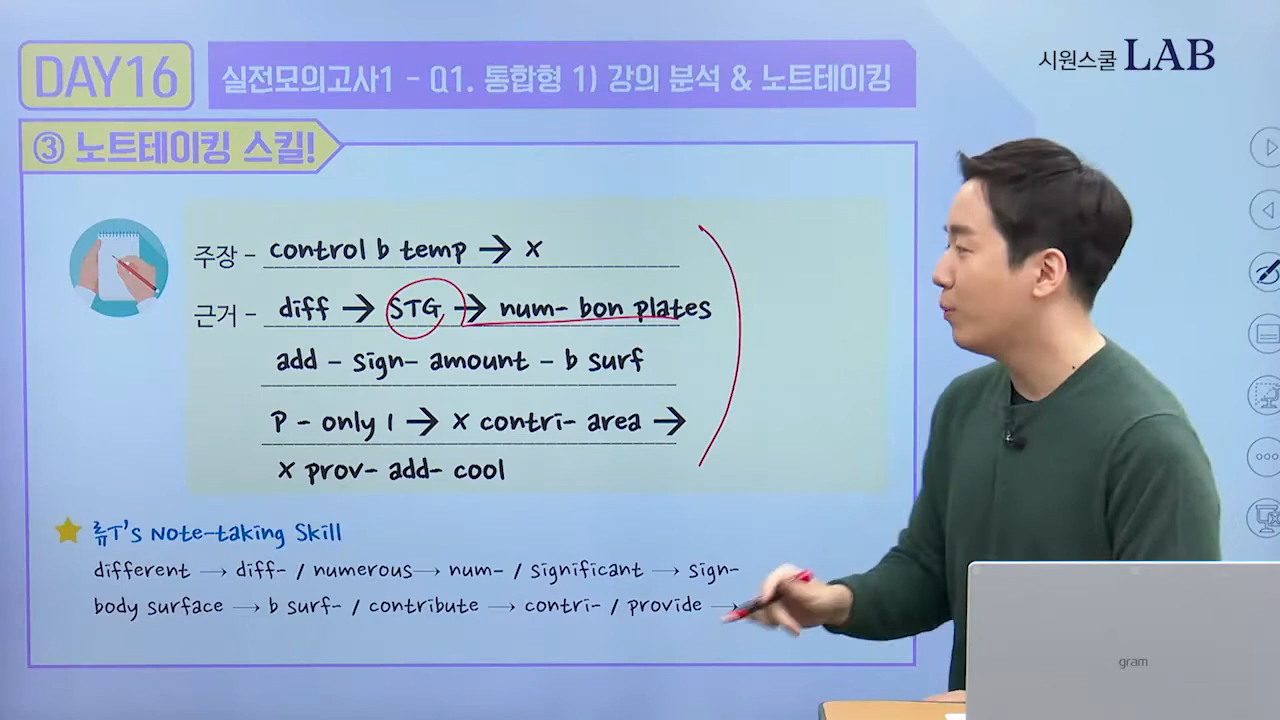 시원스쿨 LAB
DAY16
실전모의고사1 - Q1. 통합형 1) 강의 분석 & 노트테이킹
③ 노트테이킹 스킬!
주장 - control b temp → x
근거 - diff → STG → num- bon plates
add - sign- amount - b surf
P - only 1 → x contri- area →
x prov- add- cool
류T's Note-taking Skill
different → diff- / numerous → num- / significant → sign-
body surface → b surf- / contribute → contri- / provide →
gram